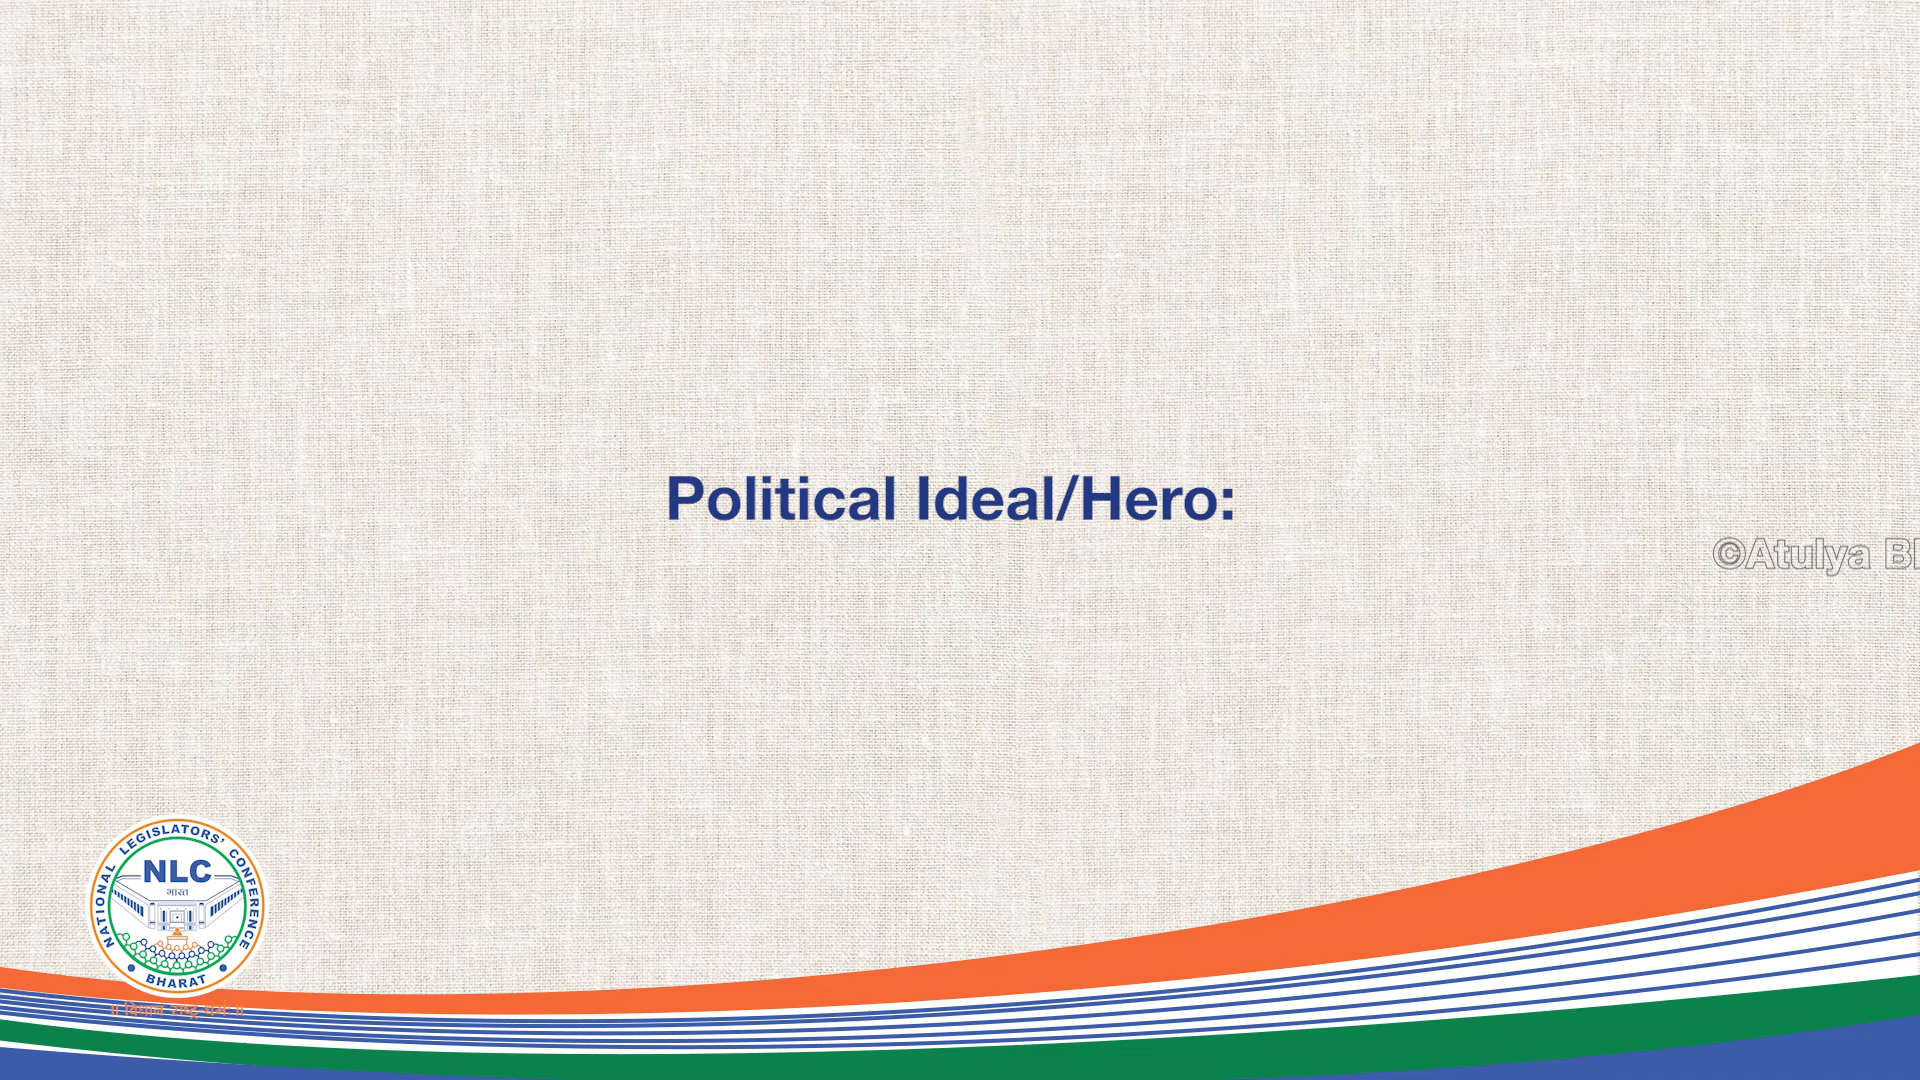 Political Ideal/Hero:
©Atulya
NATIONAL LEGISLATORS' CONFERENCE
NLC
भारत
BHARAT